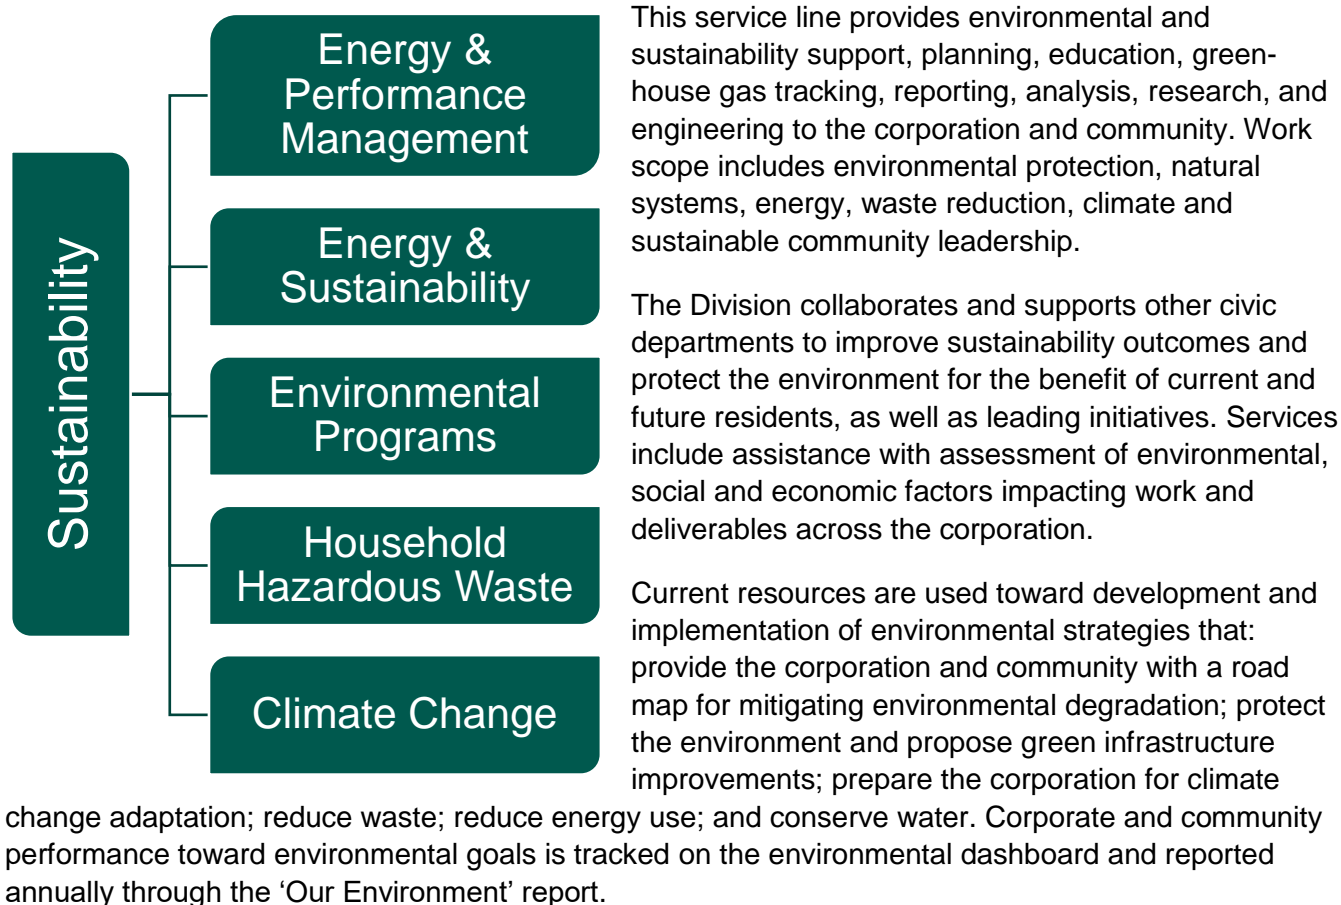 Sustainability
Energy &
Performance
Management
Energy &
Sustainability
Environmental
Programs
Household
Hazardous Waste
Climate Change
This service line provides environmental and
sustainability support, planning, education, green-
house gas tracking, reporting, analysis, research, and
engineering to the corporation and community. Work
scope includes environmental protection, natural
systems, energy, waste reduction, climate and
sustainable community leadership.
The Division collaborates and supports other civic
departments to improve sustainability outcomes and
protect the environment for the benefit of current and
future residents, as well as leading initiatives. Services
include assistance with assessment of environmental,
social and economic factors impacting work and
deliverables across the corporation.
Current resources are used toward development and
implementation of environmental strategies that:
provide the corporation and community with a road
map for mitigating environmental degradation; protect
the environment and propose green infrastructure
improvements; prepare the corporation for climate
change adaptation; reduce waste; reduce energy use; and conserve water. Corporate and community
performance toward environmental goals is tracked on the environmental dashboard and reported
annually through the ‘Our Environment’ report.